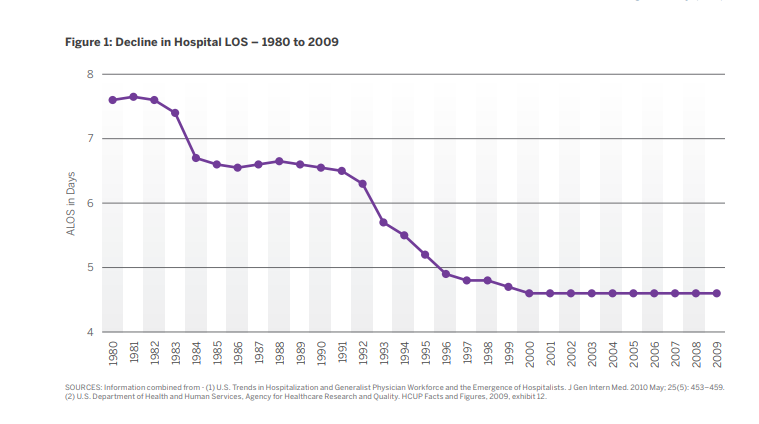 Figure 1: Decline in Hospital LOS – 1980 to 2009
8
7
6
5
4
ALOS in Days
1980 1981 1982 1983 1984 1985 1986 1987 1988 1989 1990 1991 1992 1993 1994 1995 1996 1997 1998 1999 2000 2001 2002 2003 2004 2005 2006 2007 2008 2009
SOURCES: Information combined from - (1) U.S. Trends in Hospitalization and Generalist Physician Workforce and the Emergence of Hospitalists. J Gen Intern Med. 2010 May; 25(5): 453–459.
(2) U.S. Department of Health and Human Services, Agency for Healthcare Research and Quality. HCUP Facts and Figures, 2009, exhibit 12.